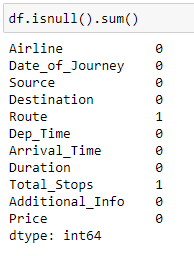 df.isnull().sum()
Airline 0
Date_of_Journey 0
Source 0
Destination 0
Route 1
Dep_Time 0
Arrival_Time 0
Duration 0
Total_Stops 1
Additional_Info 0
Price 0
dtype: int64